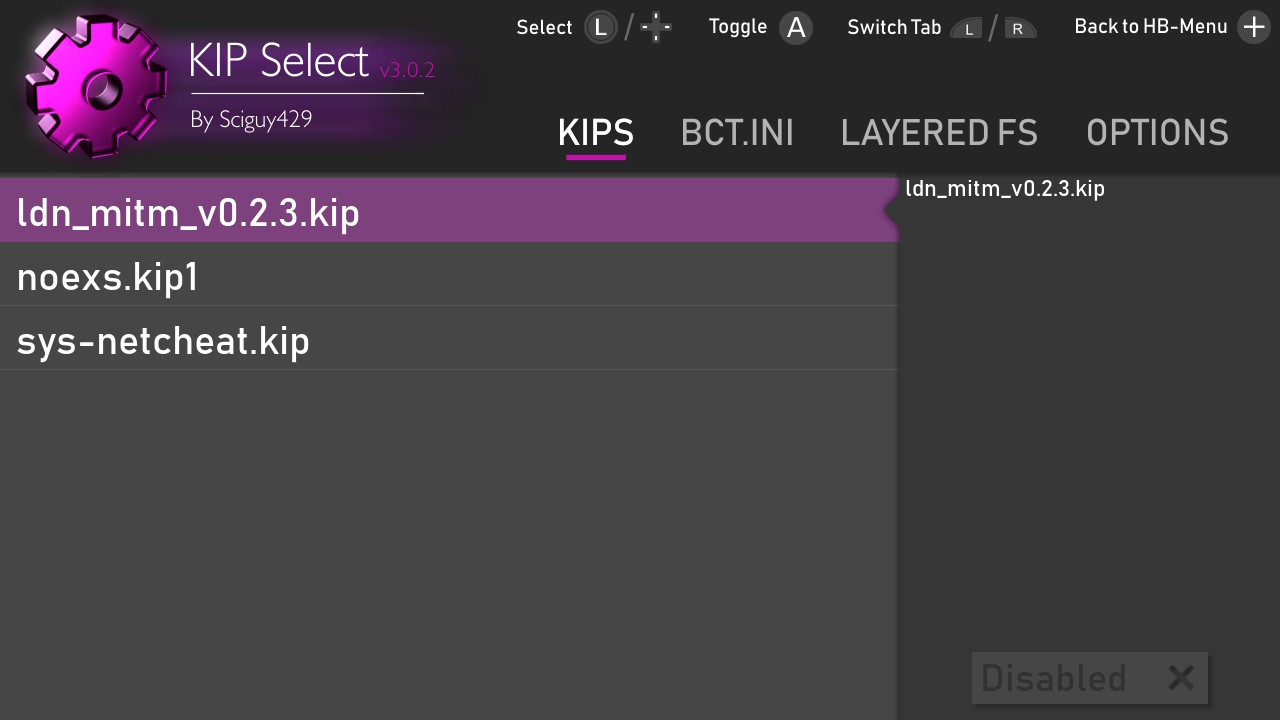 Select L / Toggle A Switch Tab L / R Back to HB-Menu +
KIP Select v3.0.2
By Sciguy429
KIPS BCT.INI LAYERED FS OPTIONS
ldn_mitm_v0.2.3.kip
ldn_mitm_v0.2.3.kip
noexs.kip1
sys-netcheat.kip
Disabled ✕